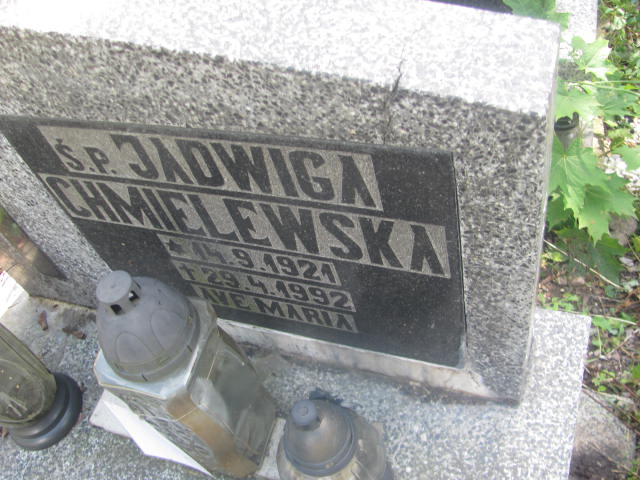 Ś.P. JADWIGA
CHMIELEWSKA
* 14.9.1921
† 29.4.1992
AVE MARIA